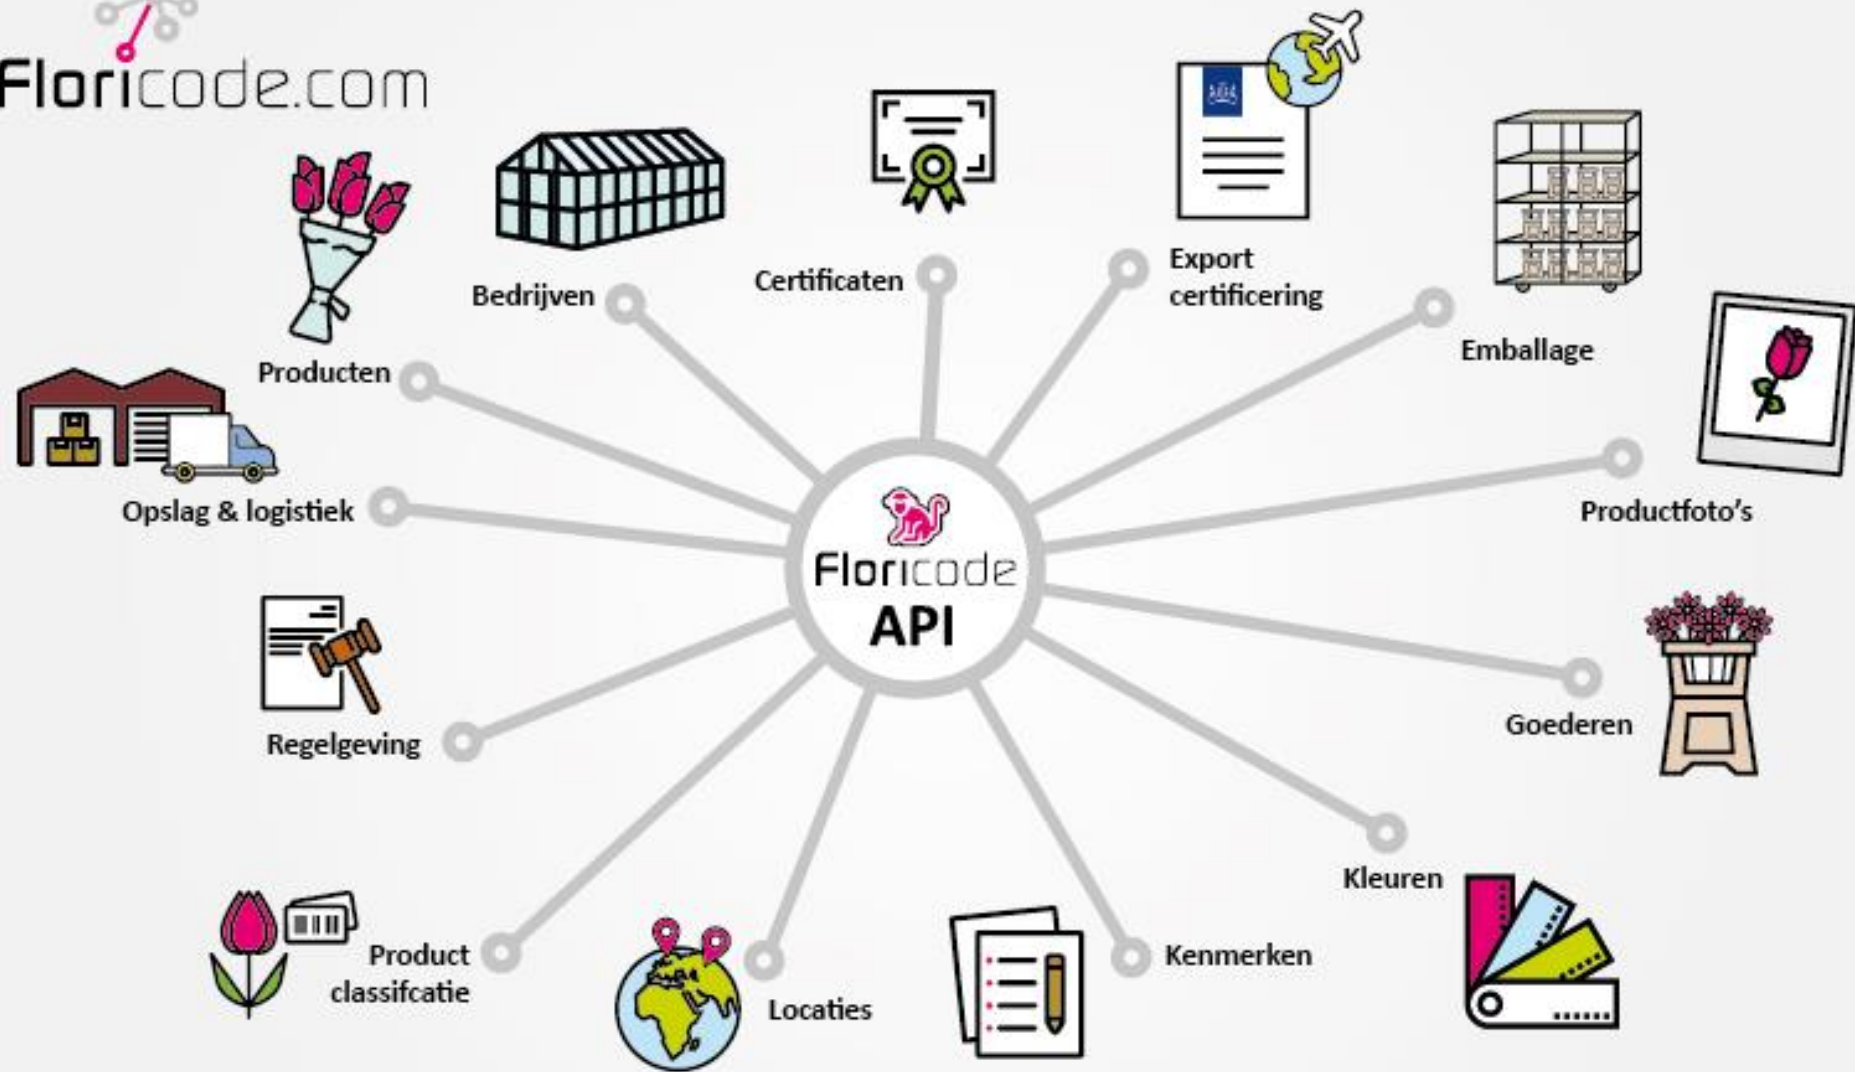 Floricode.com
Export
certificering
Certificaten
Bedrijven
Emballage
Producten
Opslag & logistiek
Productfoto's
Floricode
API
Goederen
Regelgeving
Kleuren
Product
classifcatie
Kenmerken
Locaties